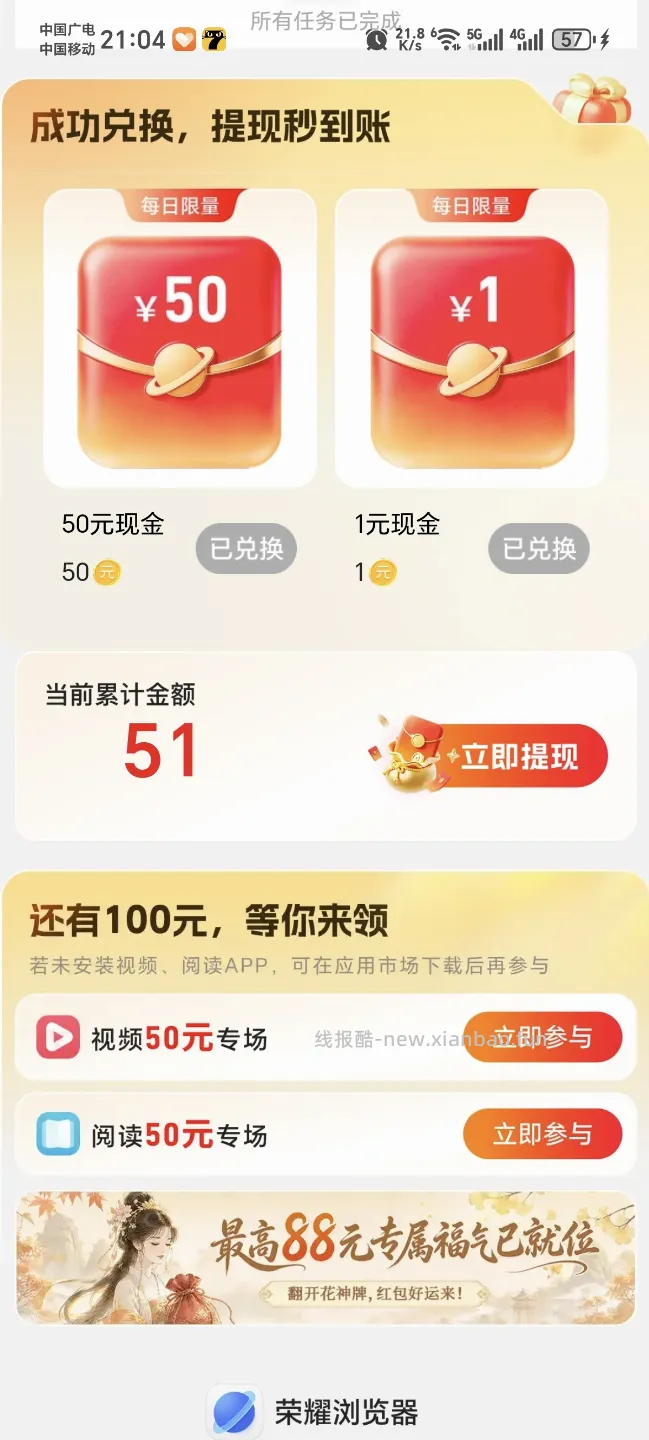 所有任务已完成
中国广电
中国移动
21:04
21.8
K/s
6
5G
4G
57
成功兑换，提现秒到账
每日限量
每日限量
¥50
¥1
50元现金
已兑换
50元
1元现金
已兑换
1元
当前累计金额
51
立即提现
还有100元，等你来领
若未安装视频、阅读APP，可在应用市场下载后再参与
视频50元专场
立即参与
线报酷-new.xianbao.fun
阅读50元专场
立即参与
最高88元专属福气已就位
翻开花神牌，红包好运来！
荣耀浏览器